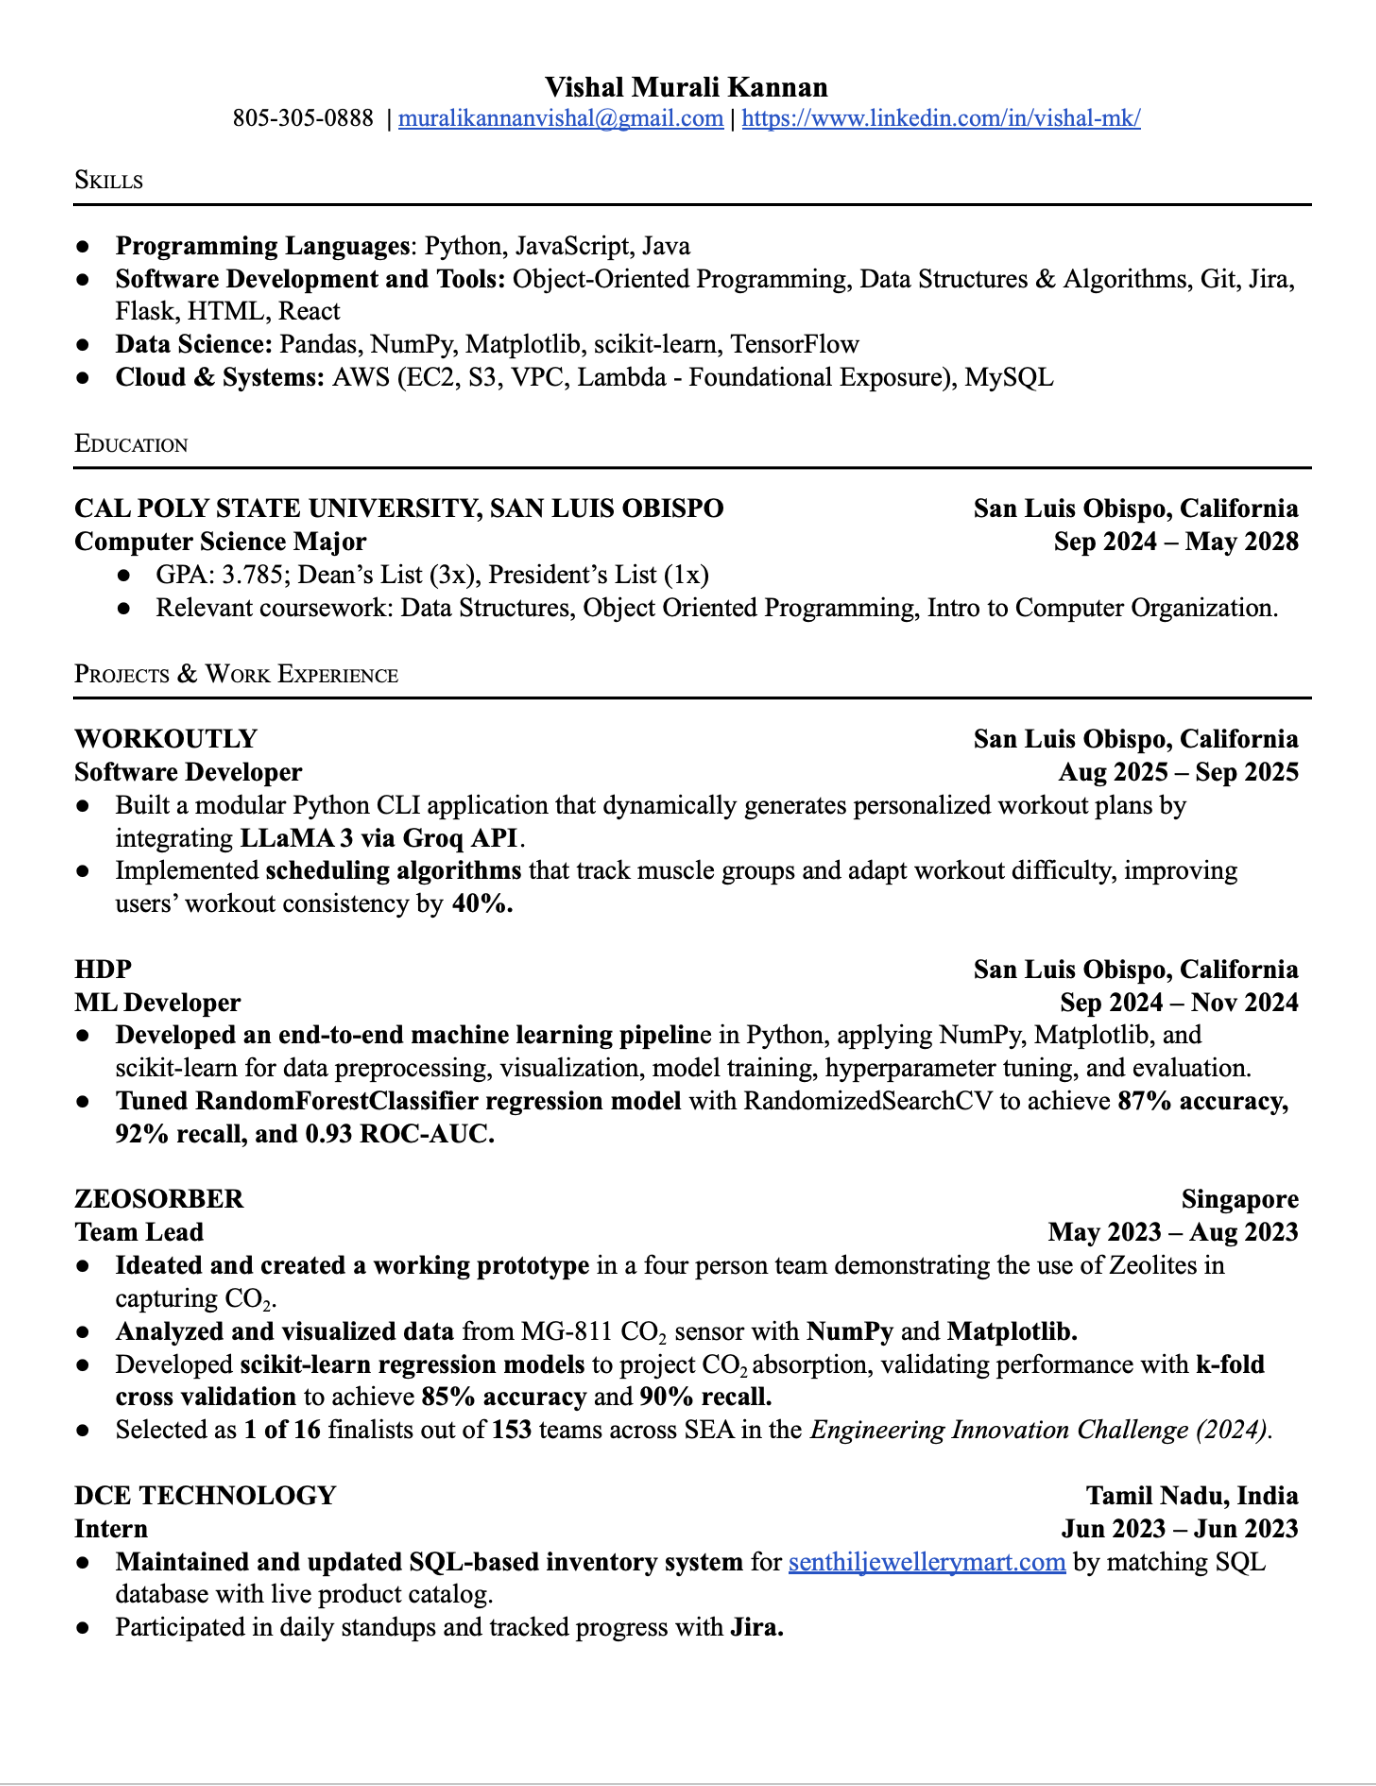 Vishal Murali Kannan
805-305-0888 | muralikannanvishal@gmail.com | https://www.linkedin.com/in/vishal-mk/
SKILLS
● Programming Languages: Python, JavaScript, Java
● Software Development and Tools: Object-Oriented Programming, Data Structures & Algorithms, Git, Jira,
Flask, HTML, React
● Data Science: Pandas, NumPy, Matplotlib, scikit-learn, TensorFlow
● Cloud & Systems: AWS (EC2, S3, VPC, Lambda - Foundational Exposure), MySQL
EDUCATION
CAL POLY STATE UNIVERSITY, SAN LUIS OBISPO San Luis Obispo, California
Computer Science Major Sep 2024 – May 2028
● GPA: 3.785; Dean’s List (3x), President’s List (1x)
● Relevant coursework: Data Structures, Object Oriented Programming, Intro to Computer Organization.
PROJECTS & WORK EXPERIENCE
WORKOUTLY San Luis Obispo, California
Software Developer Aug 2025 – Sep 2025
● Built a modular Python CLI application that dynamically generates personalized workout plans by
integrating LLaMA 3 via Groq API.
● Implemented scheduling algorithms that track muscle groups and adapt workout difficulty, improving
users’ workout consistency by 40%.
HDP San Luis Obispo, California
ML Developer Sep 2024 – Nov 2024
● Developed an end-to-end machine learning pipeline in Python, applying NumPy, Matplotlib, and
scikit-learn for data preprocessing, visualization, model training, hyperparameter tuning, and evaluation.
● Tuned RandomForestClassifier regression model with RandomizedSearchCV to achieve 87% accuracy,
92% recall, and 0.93 ROC-AUC.
ZEOSORBER Singapore
Team Lead May 2023 – Aug 2023
● Ideated and created a working prototype in a four person team demonstrating the use of Zeolites in
capturing CO₂.
● Analyzed and visualized data from MG-811 CO₂ sensor with NumPy and Matplotlib.
● Developed scikit-learn regression models to project CO₂ absorption, validating performance with k-fold
cross validation to achieve 85% accuracy and 90% recall.
● Selected as 1 of 16 finalists out of 153 teams across SEA in the Engineering Innovation Challenge (2024).
DCE TECHNOLOGY Tamil Nadu, India
Intern Jun 2023 – Jun 2023
● Maintained and updated SQL-based inventory system for senthiljewellerymart.com by matching SQL
database with live product catalog.
● Participated in daily standups and tracked progress with Jira.